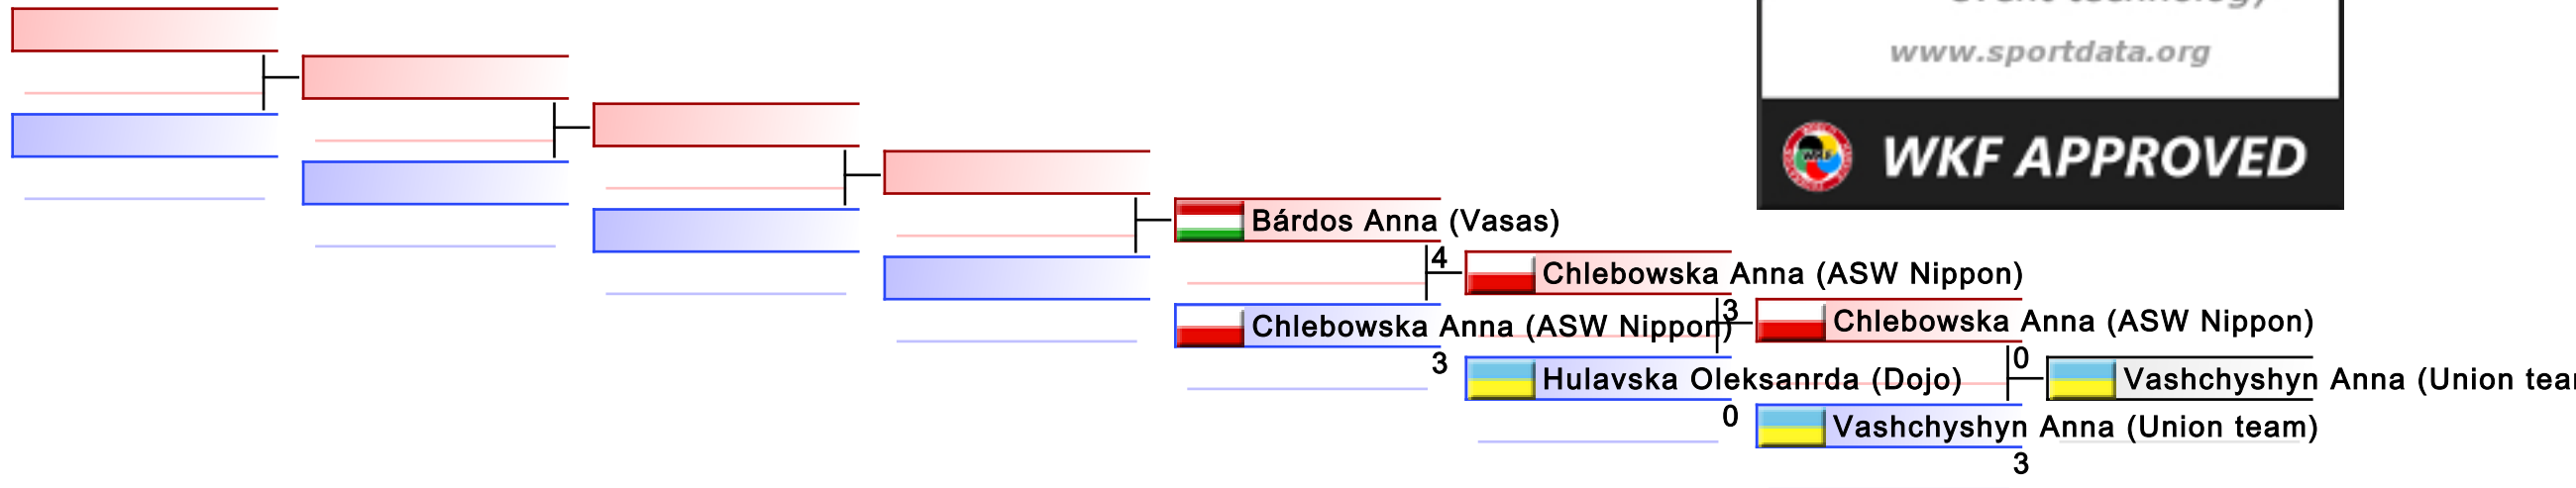 www.sportdata.org
WKF APPROVED
Bárdos Anna (Vasas)
4
Chlebowska Anna (ASW Nippon)
Chlebowska Anna (ASW Nippon)
3
3
Chlebowska Anna (ASW Nippon)
Hulavska Oleksanrda (Dojo)
0
0
Vashchyshyn Anna (Union tea
Vashchyshyn Anna (Union team)
3